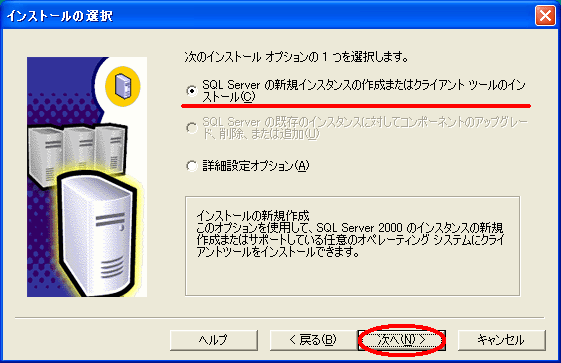 インストールの選択
次のインストール オプションの 1 つを選択します。
SQL Server の新規インスタンスの作成またはクライアント ツールのイン
ストール(C)
SQL Server の既存のインスタンスに対してコンポーネントのアップグレー
ド、削除、または追加(U)
詳細設定オプション(A)
インストールの新規作成
このオプションを使用して、SQL Server 2000 のインスタンスの新規
作成またはサポートしている任意のオペレーティング システムにクライ
アントツールをインストールできます。
ヘルプ
< 戻る(B)
次へ(N) >
キャンセル